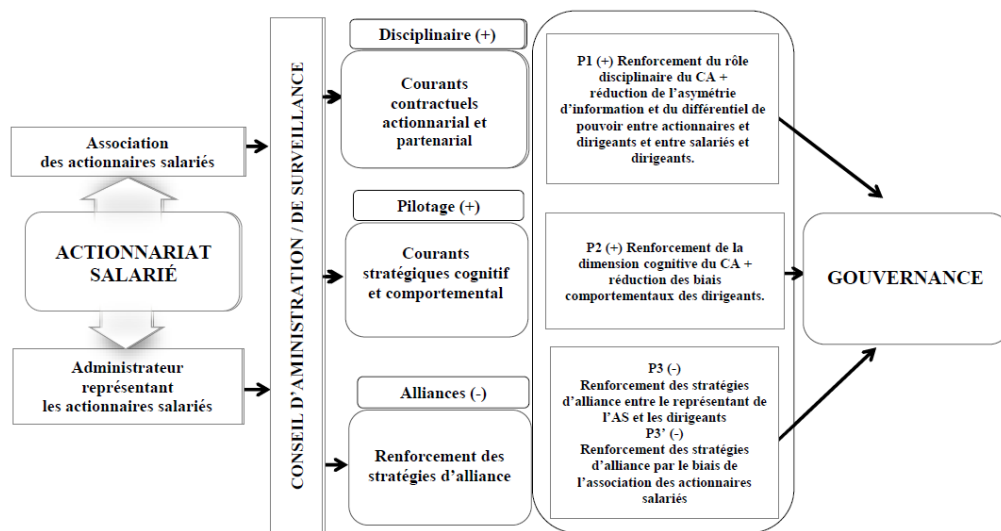 Association
des actionnaires salariés
ACTIONNARIAT
SALARIÉ
Administrateur
représentant
les actionnaires salariés
CONSEIL D'AMINISTRATION / DE SURVEILLANCE
Disciplinaire (+)
Courants
contractuels
actionnarial et
partenarial
Pilotage (+)
Courants
stratégiques cognitif
et comportemental
Alliances (-)
Renforcement des
stratégies d'alliance
P1 (+) Renforcement du rôle
disciplinaire du CA +
réduction de l'asymétrie
d'information et du différentiel de
pouvoir entre actionnaires et
dirigeants et entre salariés et
dirigeants.
P2 (+) Renforcement de la
dimension cognitive du CA +
réduction des biais
comportementaux des dirigeants.
P3 (-)
Renforcement des stratégies
d'alliance entre le représentant de
l'AS et les dirigeants
P3' (-)
Renforcement des stratégies
d'alliance par le biais de
l'association des actionnaires
salariés
GOUVERNANCE